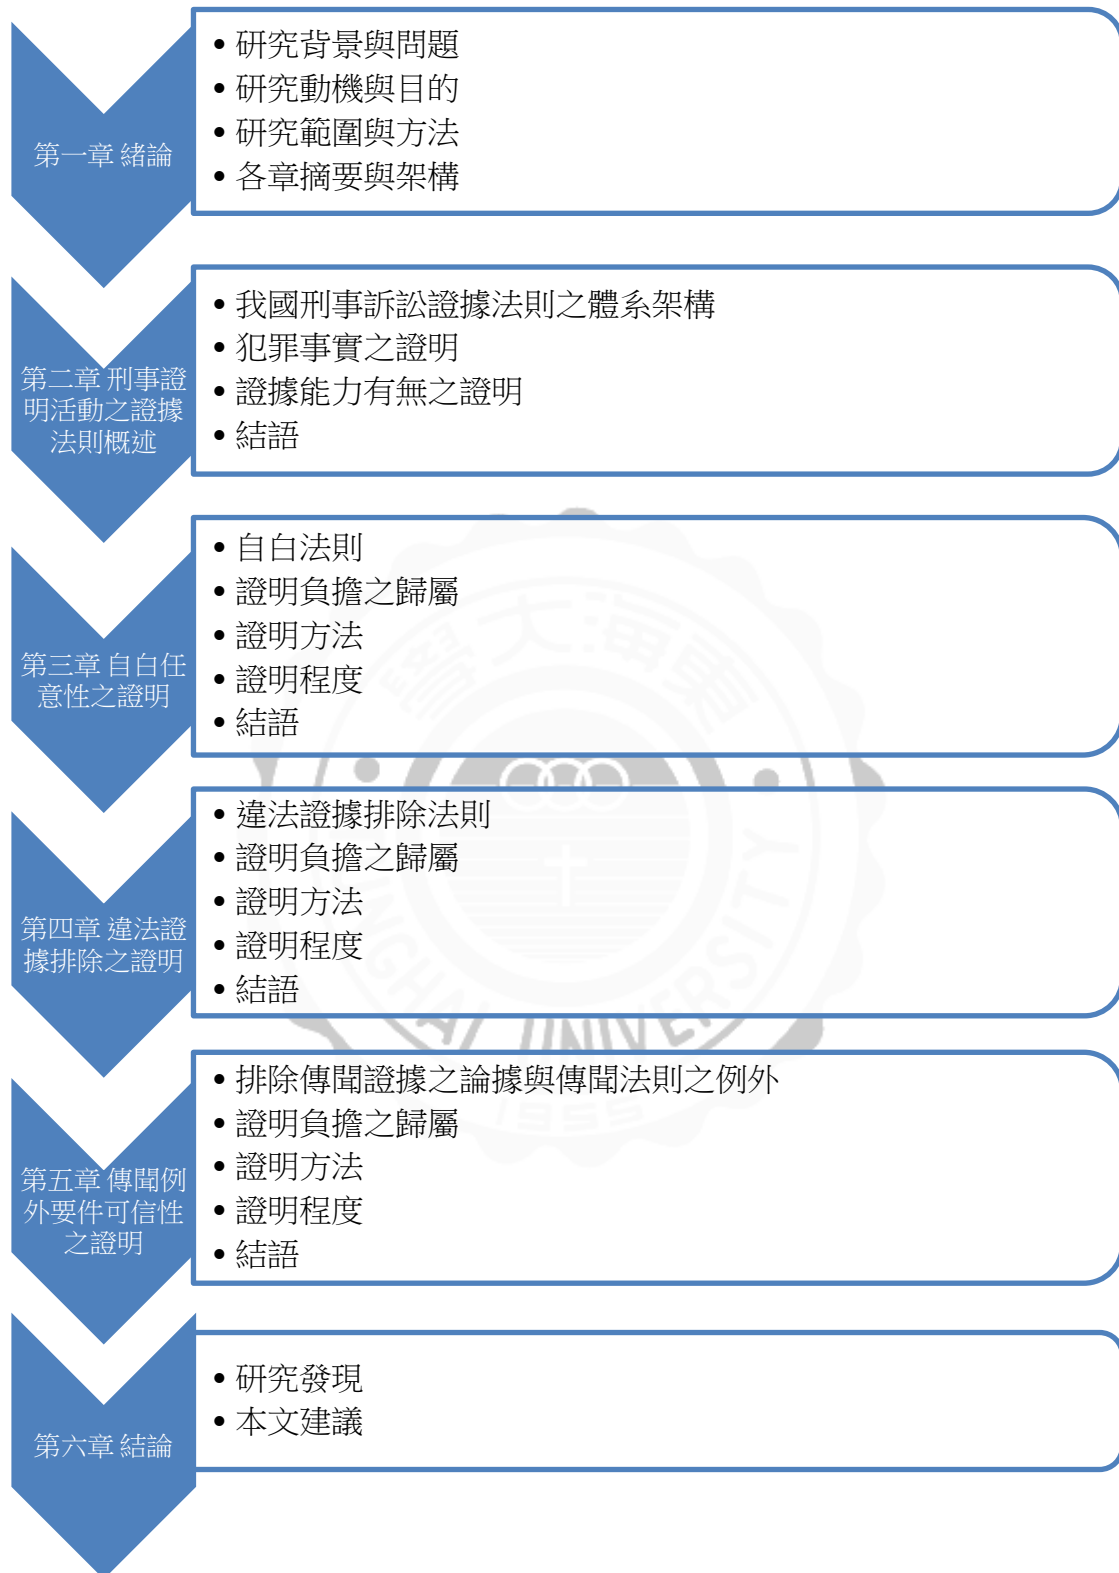 第一章 緒論
• 研究背景與問題
• 研究動機與目的
• 研究範圍與方法
• 各章摘要與架構
第二章 刑事證
明活動之證據
法則概述
• 我國刑事訴訟證據法則之體系架構
• 犯罪事實之證明
• 證據能力有無之證明
• 結語
第三章 自白任
意性之證明
• 自白法則
• 證明負擔之歸屬
• 證明方法
• 證明程度
• 結語
第四章 違法證
據排除之證明
• 違法證據排除法則
• 證明負擔之歸屬
• 證明方法
• 證明程度
• 結語
第五章 傳聞例
外要件可信性
之證明
• 排除傳聞證據之論據與傳聞法則之例外
• 證明負擔之歸屬
• 證明方法
• 證明程度
• 結語
第六章 結論
• 研究發現
• 本文建議
學大海東
TUNGHAI UNIVERSITY
1955